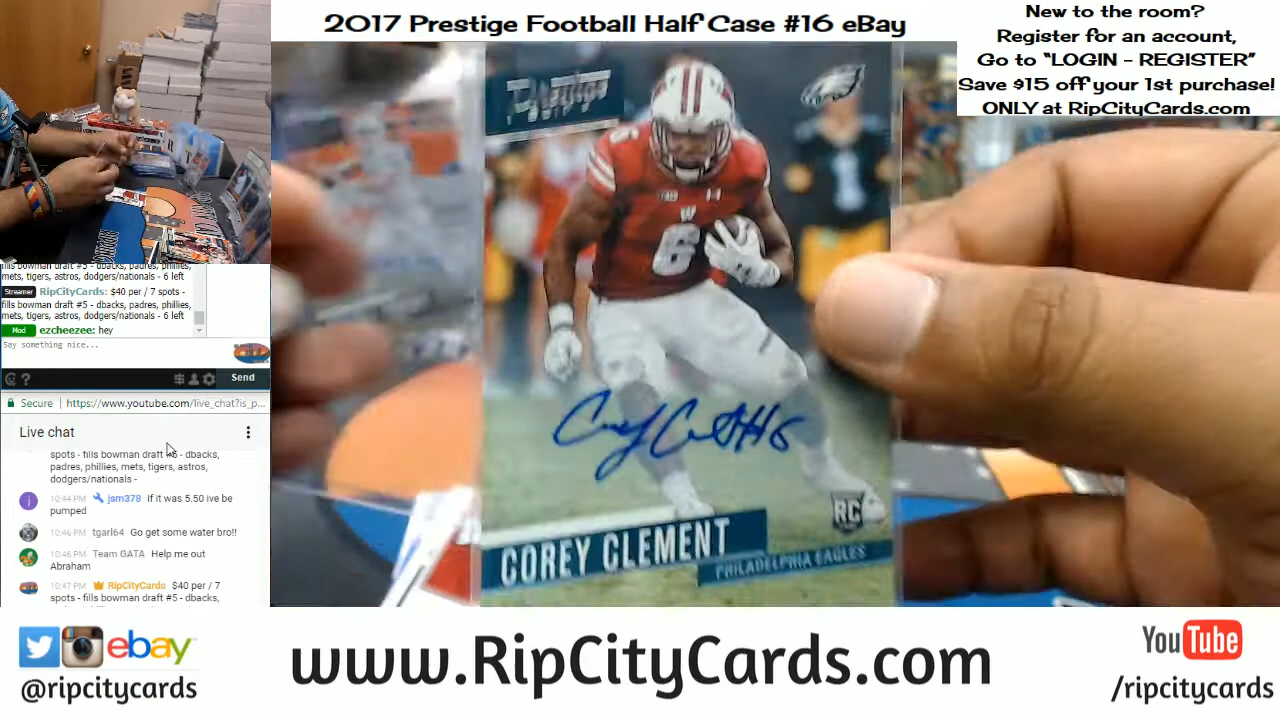 2017 Prestige Football Half Case #16 eBay
New to the room?
Register for an account,
Go to “LOGIN - REGISTER”
Save $15 off your 1st purchase!
ONLY at RipCityCards.com
Prestige
6
6
W
Corey Clement #6
RC
COREY CLEMENT
PHILADELPHIA EAGLES
fills bowman draft #5 - dbacks, padres, phillies,
mets, tigers, astros, dodgers/nationals - 6 left
Streamer RipCityCards: $40 per / 7 spots -
fills bowman draft #5 - dbacks, padres, phillies,
mets, tigers, astros, dodgers/nationals - 6 left
Mod ezcheezee: hey
Say something nice...
Send
Secure https://www.youtube.com/live_chat?is_p...
Live chat
spots - fills bowman draft #5 - dbacks,
padres, phillies, mets, tigers, astros,
dodgers/nationals -
10:44 PM jsm378 if it was 5.50 ive be
pumped
10:46 PM tgarl64 Go get some water bro!!
10:46 PM Team GATA Help me out
Abraham
10:47 PM RipCityCards $40 per / 7
spots - fills bowman draft #5 - dbacks,
ebay
@ripcitycards
www.RipCityCards.com
YouTube
/ripcitycards